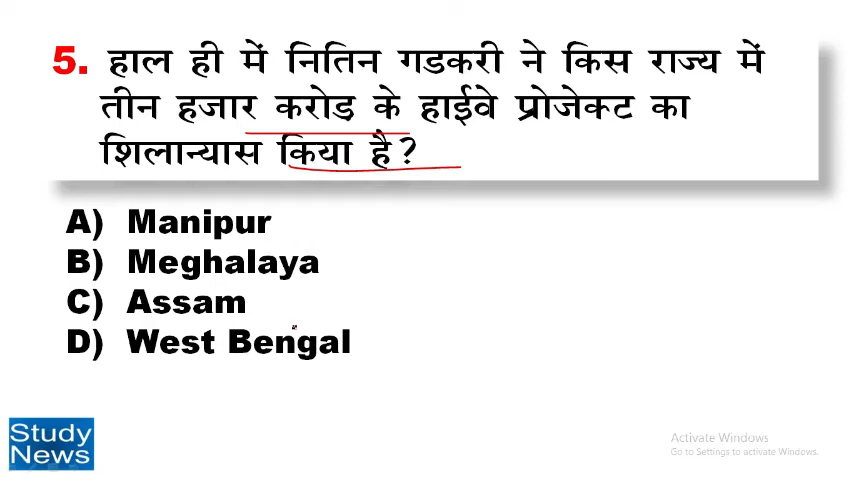 5. हाल ही में नितिन गडकरी ने किस राज्य में
तीन हजार करोड के हाईवे प्रोजेक्ट का
शिलान्यास किया है?
A) Manipur
B) Meghalaya
C) Assam
D) West Bengal
Study
News
Activate Windows
Go to Settings to activate Windows.